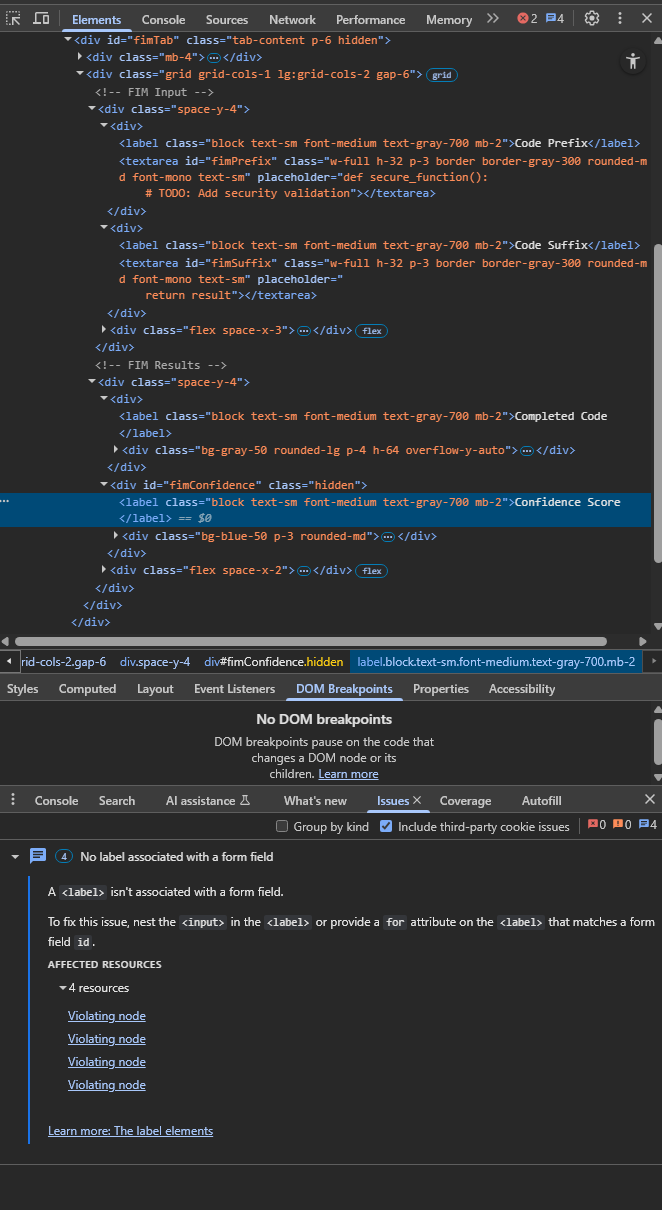 Elements Console Sources Network Performance Memory 2 4
<div id="fimTab" class="tab-content p-6 hidden">
<div class="mb-4">⋯</div>
<div class="grid grid-cols-1 lg:grid-cols-2 gap-6"> grid
<!-- FIM Input -->
<div class="space-y-4">
<div>
<label class="block text-sm font-medium text-gray-700 mb-2">Code Prefix</label>
<textarea id="fimPrefix" class="w-full h-32 p-3 border border-gray-300 rounded-m
d font-mono text-sm" placeholder="def secure_function():
# TODO: Add security validation"></textarea>
</div>
<div>
<label class="block text-sm font-medium text-gray-700 mb-2">Code Suffix</label>
<textarea id="fimSuffix" class="w-full h-32 p-3 border border-gray-300 rounded-m
d font-mono text-sm" placeholder="
return result"></textarea>
</div>
<div class="flex space-x-3">⋯</div> flex
</div>
<!-- FIM Results -->
<div class="space-y-4">
<div>
<label class="block text-sm font-medium text-gray-700 mb-2">Completed Code
</label>
<div class="bg-gray-50 rounded-lg p-4 h-64 overflow-y-auto">⋯</div>
</div>
<div id="fimConfidence" class="hidden">
<label class="block text-sm font-medium text-gray-700 mb-2">Confidence Score
</label> == $0
<div class="bg-blue-50 p-3 rounded-md">⋯</div>
</div>
<div class="flex space-x-2">⋯</div> flex
</div>
</div>
</div>
rid-cols-2.gap-6 div.space-y-4 div#fimConfidence.hidden label.block.text-sm.font-medium.text-gray-700.mb-2
Styles Computed Layout Event Listeners DOM Breakpoints Properties Accessibility
No DOM breakpoints
DOM breakpoints pause on the code that
changes a DOM node or its
children. Learn more
Console Search AI assistance What's new Issues Coverage Autofill
Group by kind Include third-party cookie issues 0 0 4
4 No label associated with a form field
A <label> isn't associated with a form field.
To fix this issue, nest the <input> in the <label> or provide a for attribute on the <label> that matches a form
field id.
AFFECTED RESOURCES
4 resources
Violating node
Violating node
Violating node
Violating node
Learn more: The label elements